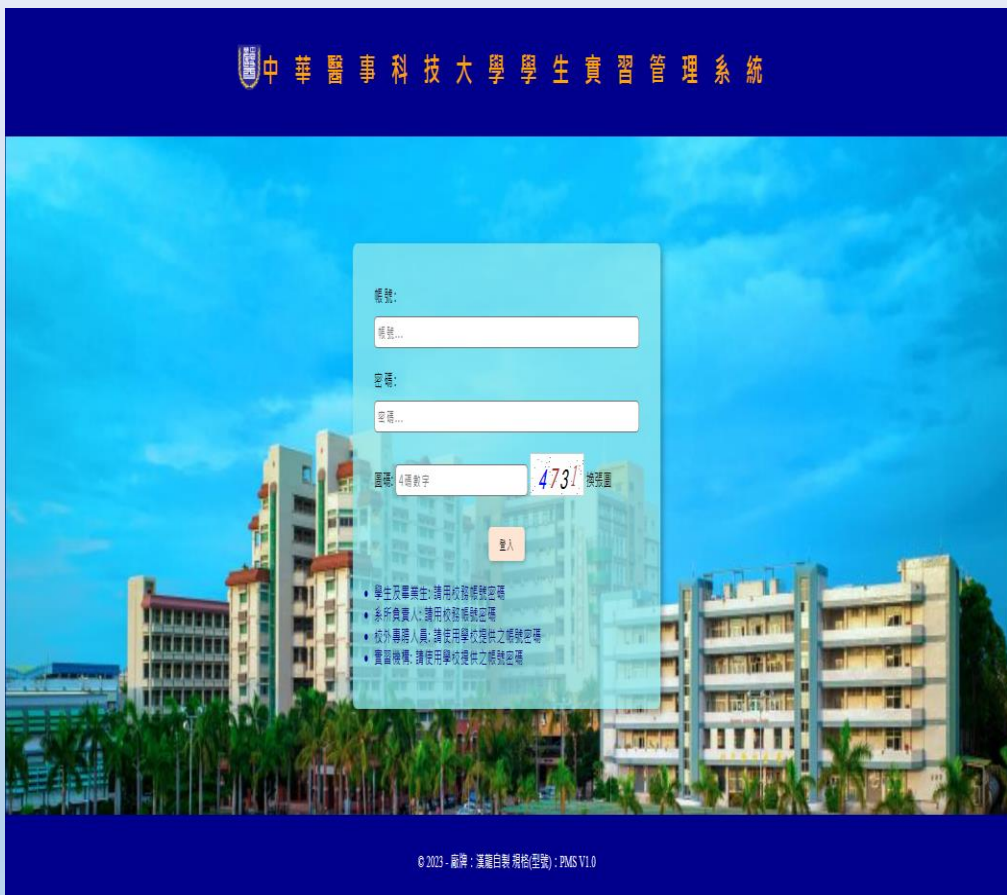 中華醫事科技大學學生實習管理系統
帳號:
帳號...
密碼:
密碼...
圖碼: 4碼數字 4731 換張圖
登入
學生及畢業生: 請用校務帳號密碼
系所負責人: 請用校務帳號密碼
校外專聘人員: 請使用學校提供之帳號密碼
實習機構: 請使用學校提供之帳號密碼
© 2023 - 廠牌：漢龍自製 規格(型號)：PMS V1.0